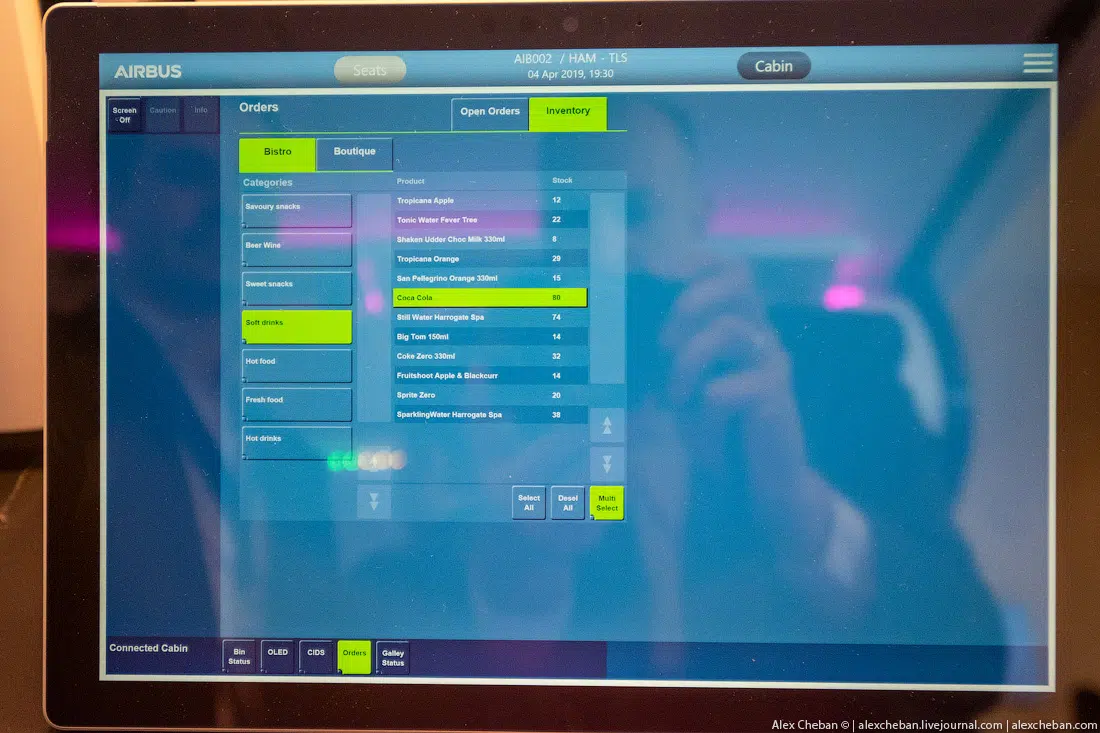 AIRBUS
Seats
AIB002 / HAM - TLS
04 Apr 2019, 19:30
Cabin
Screen
Off
Caution
Info
Orders
Open Orders
Inventory
Bistro
Boutique
Categories
Savoury snacks
Beer Wine
Sweet snacks
Soft drinks
Hot food
Fresh food
Hot drinks
Product Stock
Tropicana Apple 12
Tonic Water Fever Tree 22
Shaken Udder Choc Milk 330ml
Tropicana Orange 29
San Pellegrino Orange 330ml 15
Coca Cola 80
Still Water Harrogate Spa 74
Big Tom 150ml 14
Coke Zero 330ml 32
Fruitshoot Apple & Blackcurr 14
Sprite Zero 20
SparklingWater Harrogate Spa 38
Select
All
Desel
All
Multi
Select
Connected Cabin
Bin
Status
OLED
CIDS
Orders
Galley
Status
Alex Cheban © | alexcheban.livejournal.com | alexcheban.com